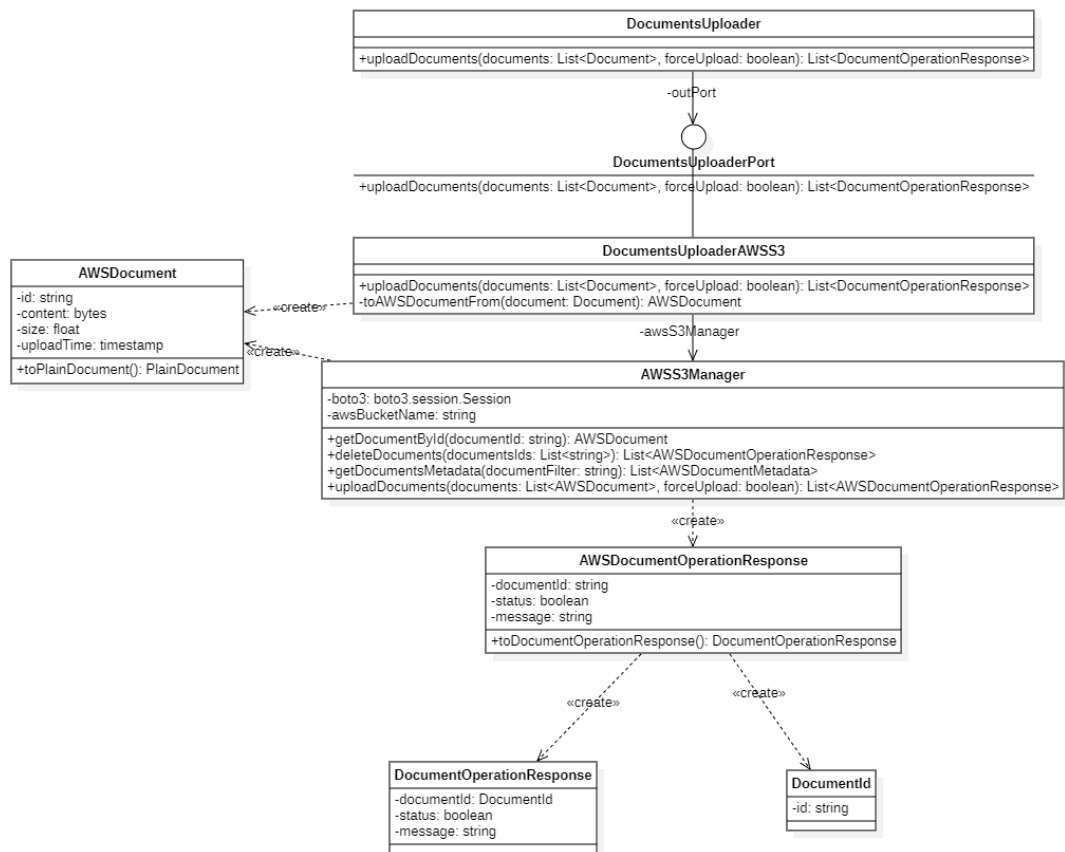 DocumentsUploader
+uploadDocuments(documents: List<Document>, forceUpload: boolean): List<DocumentOperationResponse>
-outPort
DocumentsUploaderPort
+uploadDocuments(documents: List<Document>, forceUpload: boolean): List<DocumentOperationResponse>
DocumentsUploaderAWSS3
+uploadDocuments(documents: List<Document>, forceUpload: boolean): List<DocumentOperationResponse>
-toAWSDocumentFrom(document: Document): AWSDocument
AWSDocument
-id: string
-content: bytes
-size: float
-uploadTime: timestamp
+toPlainDocument(): PlainDocument
«create»
«create»
-awsS3Manager
AWSS3Manager
-boto3: boto3.session.Session
-awsBucketName: string
+getDocumentById(documentId: string): AWSDocument
+deleteDocuments(documentsIds: List<string>): List<AWSDocumentOperationResponse>
+getDocumentsMetadata(documentFilter: string): List<AWSDocumentMetadata>
+uploadDocuments(documents: List<AWSDocument>, forceUpload: boolean): List<AWSDocumentOperationResponse>
«create»
AWSDocumentOperationResponse
-documentId: string
-status: boolean
-message: string
+toDocumentOperationResponse(): DocumentOperationResponse
«create»
«create»
DocumentOperationResponse
-documentId: DocumentId
-status: boolean
-message: string
DocumentId
-id: string